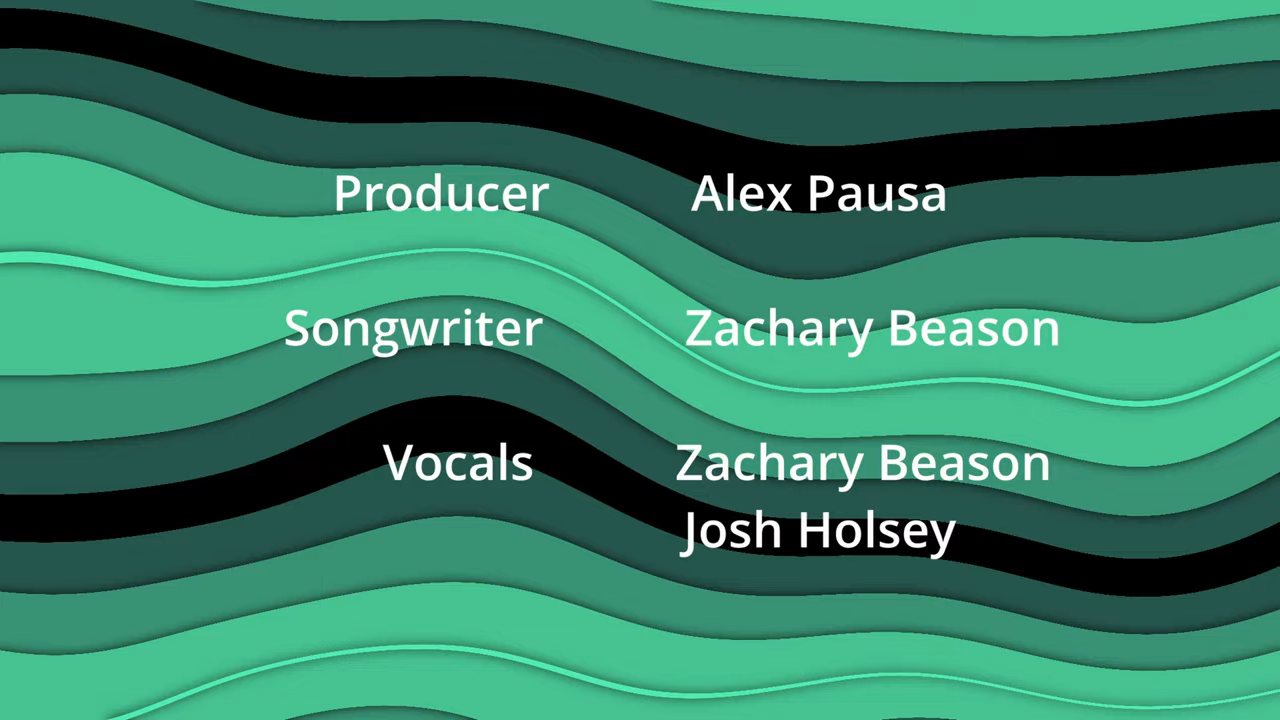 Producer Alex Pausa
Songwriter Zachary Beason
Vocals Zachary Beason
Josh Holsey